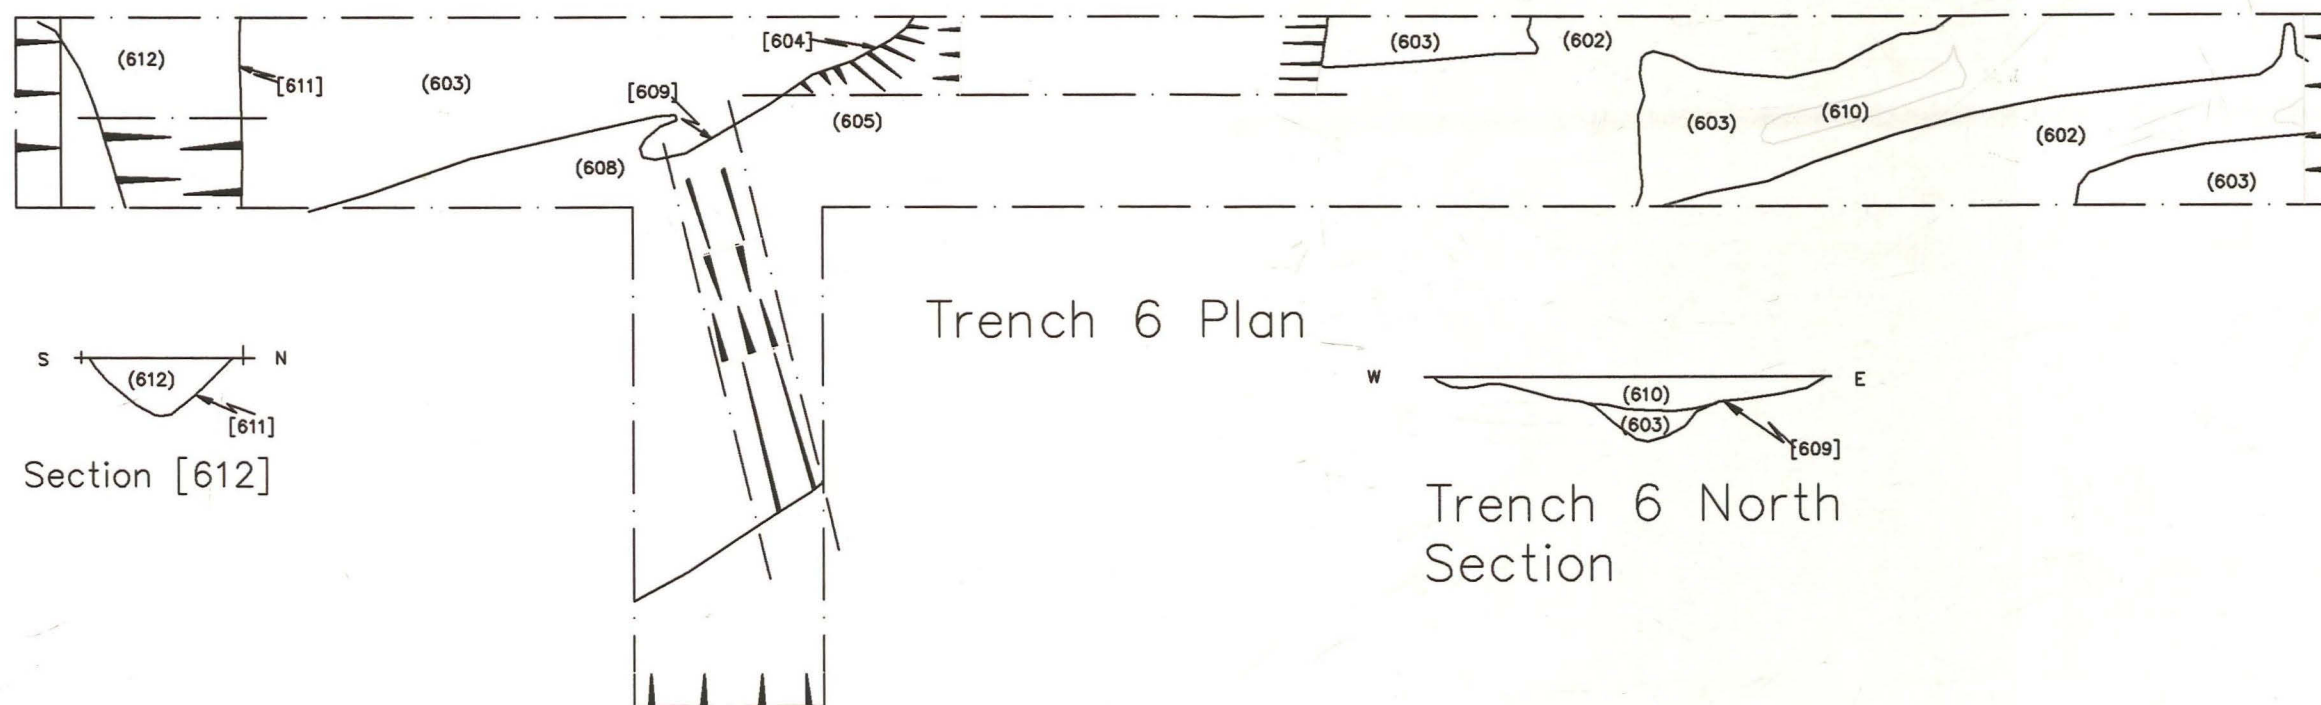 (612)
[611]
(603)
[604]
[609]
(608)
(605)
(603)
(602)
(603)
(610)
(602)
(603)
Trench 6 Plan
S
N
(612)
[611]
Section [612]
W
E
(610)
(603)
[609]
Trench 6 North
Section